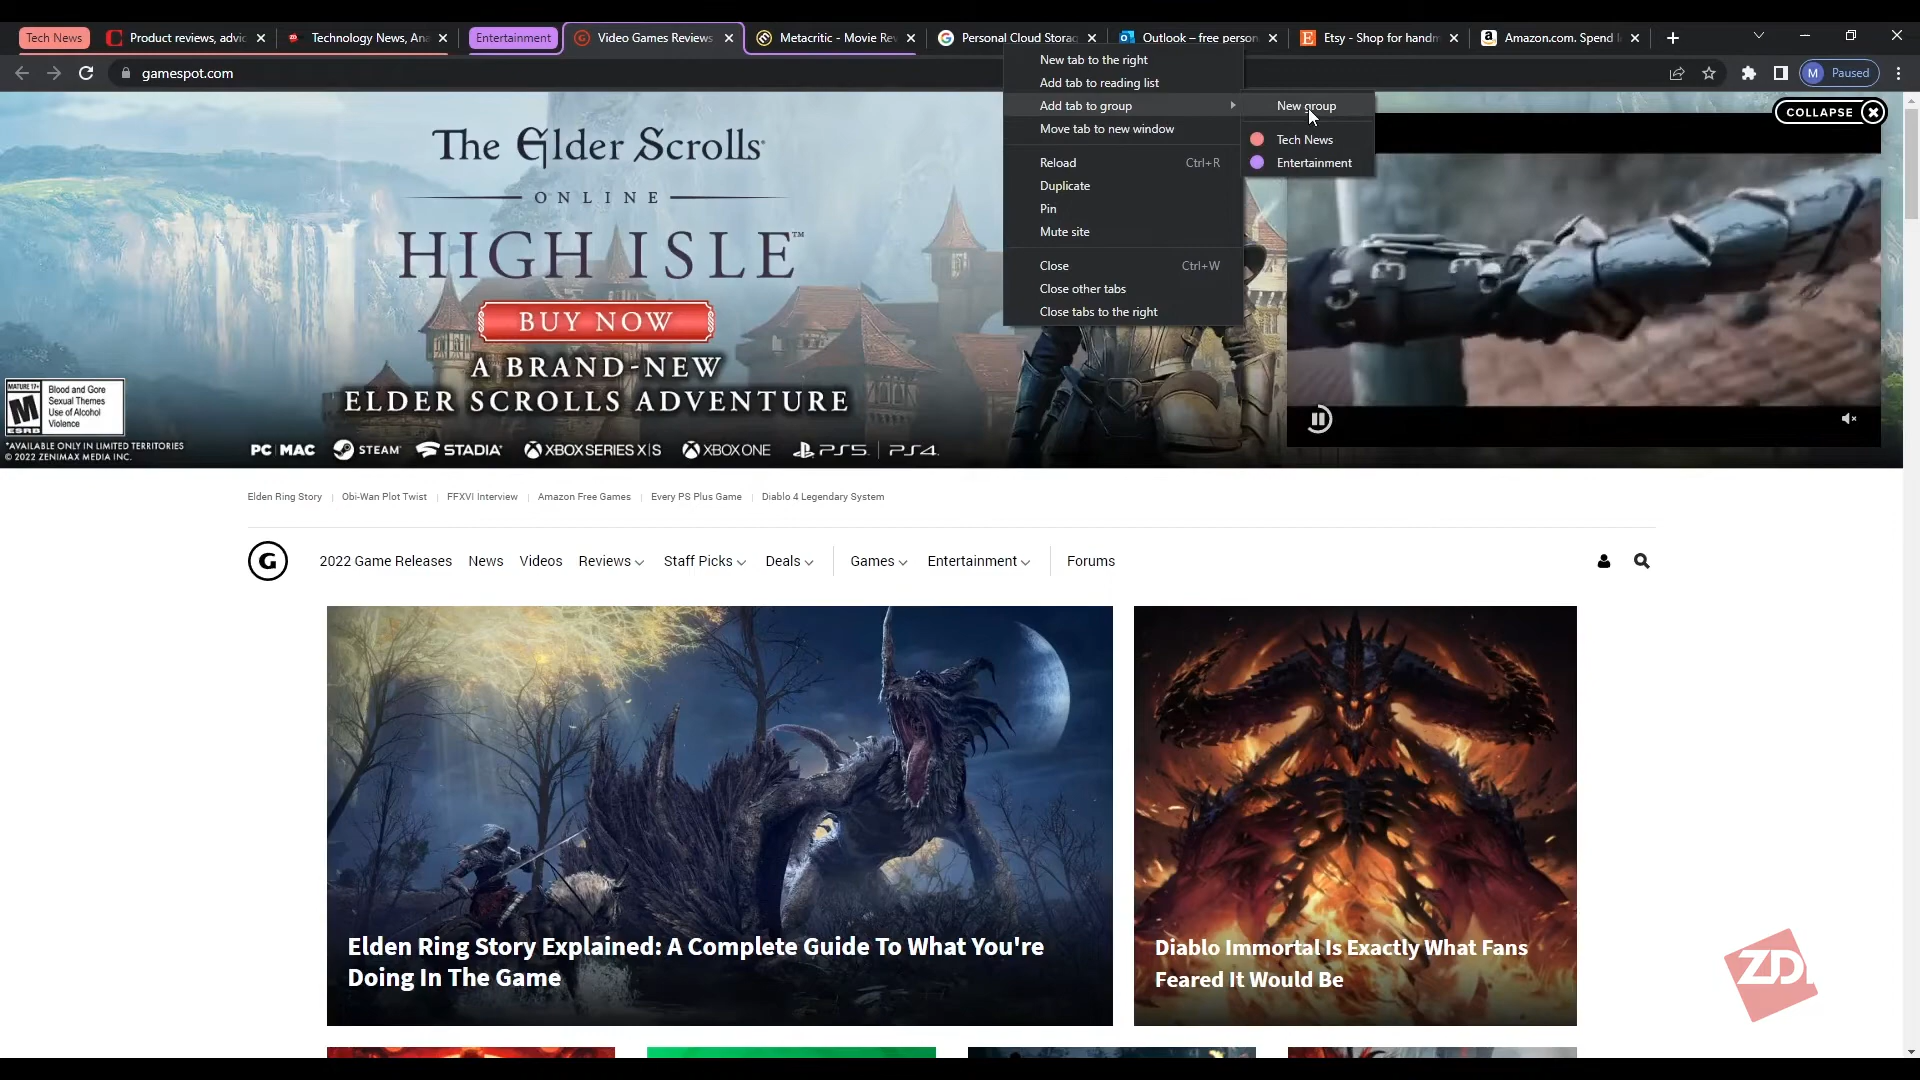 Tech News
Product reviews, advic
Technology News, Ana
Entertainment
Video Games Reviews
Metacritic - Movie Re
Personal Cloud Storag
Outlook – free person
Etsy - Shop for handm
Amazon.com. Spend
gamespot.com
M Paused
New tab to the right
Add tab to reading list
Add tab to group
Move tab to new window
Reload Ctrl+R
Duplicate
Pin
Mute site
Close Ctrl+W
Close other tabs
Close tabs to the right
New group
Tech News
Entertainment
COLLAPSE
The Elder Scrolls
ONLINE
HIGH ISLE™
BUY NOW
A BRAND-NEW
ELDER SCROLLS ADVENTURE
MATURE 17+
M
ESRB
Blood and Gore
Sexual Themes
Use of Alcohol
Violence
*AVAILABLE ONLY IN LIMITED TERRITORIES
© 2022 ZENIMAX MEDIA INC.
PC | MAC STEAM STADIA XBOX SERIES X|S XBOX ONE PS5 | PS4
Elden Ring Story | Obi-Wan Plot Twist | FFXVI Interview | Amazon Free Games | Every PS Plus Game | Diablo 4 Legendary System
G 2022 Game Releases News Videos Reviews Staff Picks Deals Games Entertainment Forums
Elden Ring Story Explained: A Complete Guide To What You're
Doing In The Game
Diablo Immortal Is Exactly What Fans
Feared It Would Be
ZD